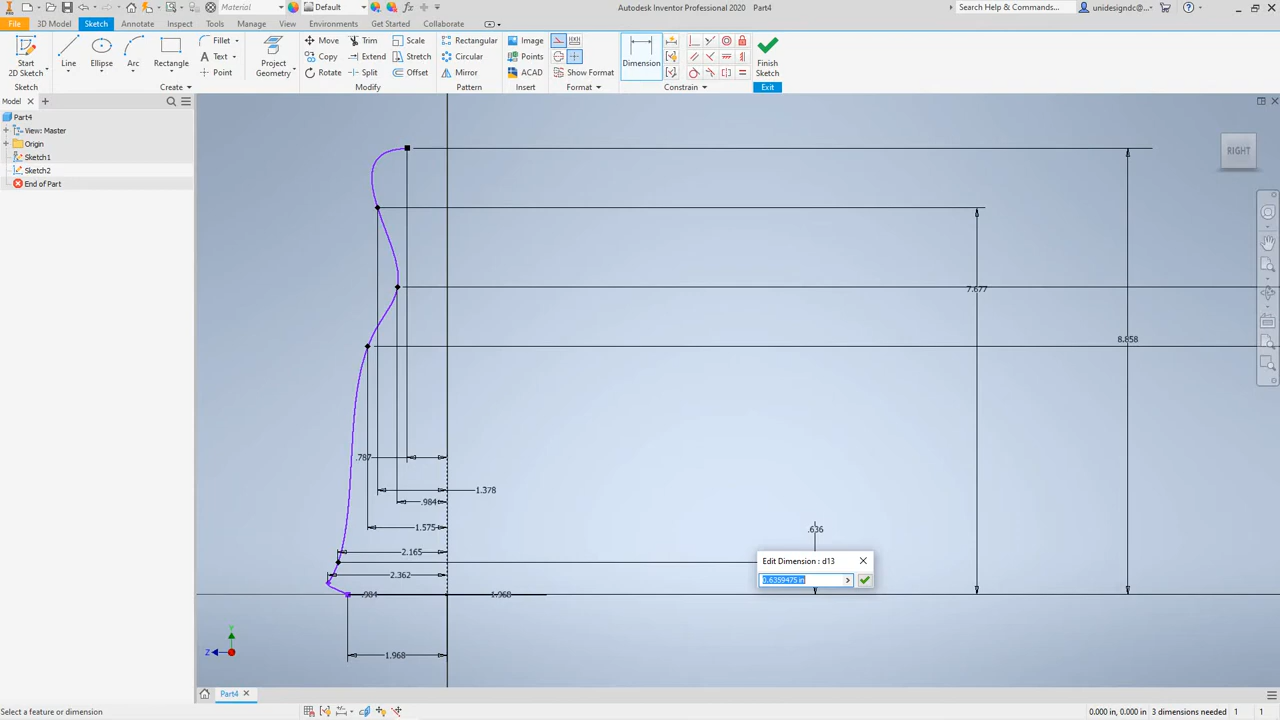 Material
Default
Autodesk Inventor Professional 2020 Part4
Search Help & Commands...
unidesigndc@...
File
3D Model
Sketch
Annotate
Inspect
Tools
Manage
View
Environments
Get Started
Collaborate
Start
2D Sketch
Line
Ellipse
Arc
Rectangle
Fillet
Text
Point
Project
Geometry
Move
Copy
Rotate
Trim
Extend
Split
Scale
Stretch
Offset
Rectangular
Circular
Mirror
Image
Points
ACAD
Show Format
Dimension
Finish
Sketch
Sketch
Create
Modify
Pattern
Insert
Format
Constrain
Exit
Model
Part4
View: Master
Origin
Sketch1
Sketch2
End of Part
RIGHT
7.677
8.858
.787
1.378
.984
1.575
2.165
2.362
.984
1.968
1.968
.636
Edit Dimension : d13
0.6359475 in
Y
Z
Part4
Select a feature or dimension
0.000 in, 0.000 in
3 dimensions needed
1
1